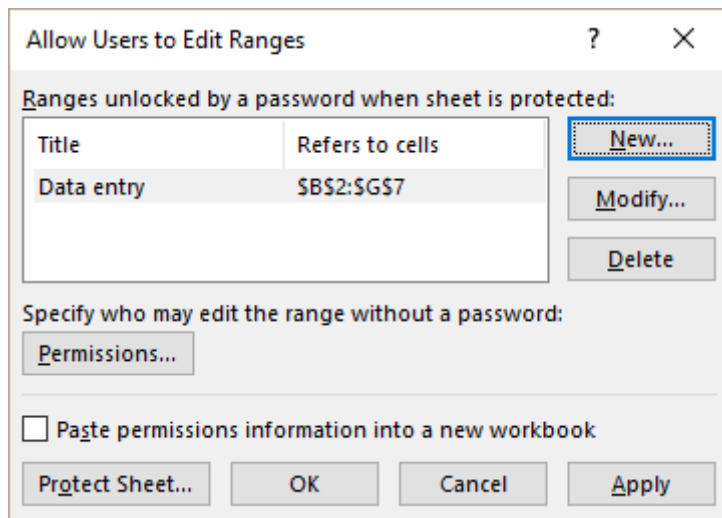 Allow Users to Edit Ranges ? ×
Ranges unlocked by a password when sheet is protected:
Title Refers to cells New...
Data entry $B$2:$G$7 Modify...
Delete
Specify who may edit the range without a password:
Permissions...
Paste permissions information into a new workbook
Protect Sheet... OK Cancel Apply